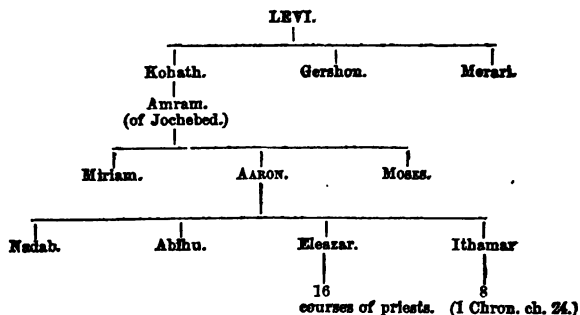 LEVI.
Kohath. Gershon. Merari.
Amram.
(of Jochebed.)
Miriam. AARON. MOSES.
Nadab. Abihu. Eleazar. Ithamar
16 8
courses of priests. (1 Chron. ch. 24.)